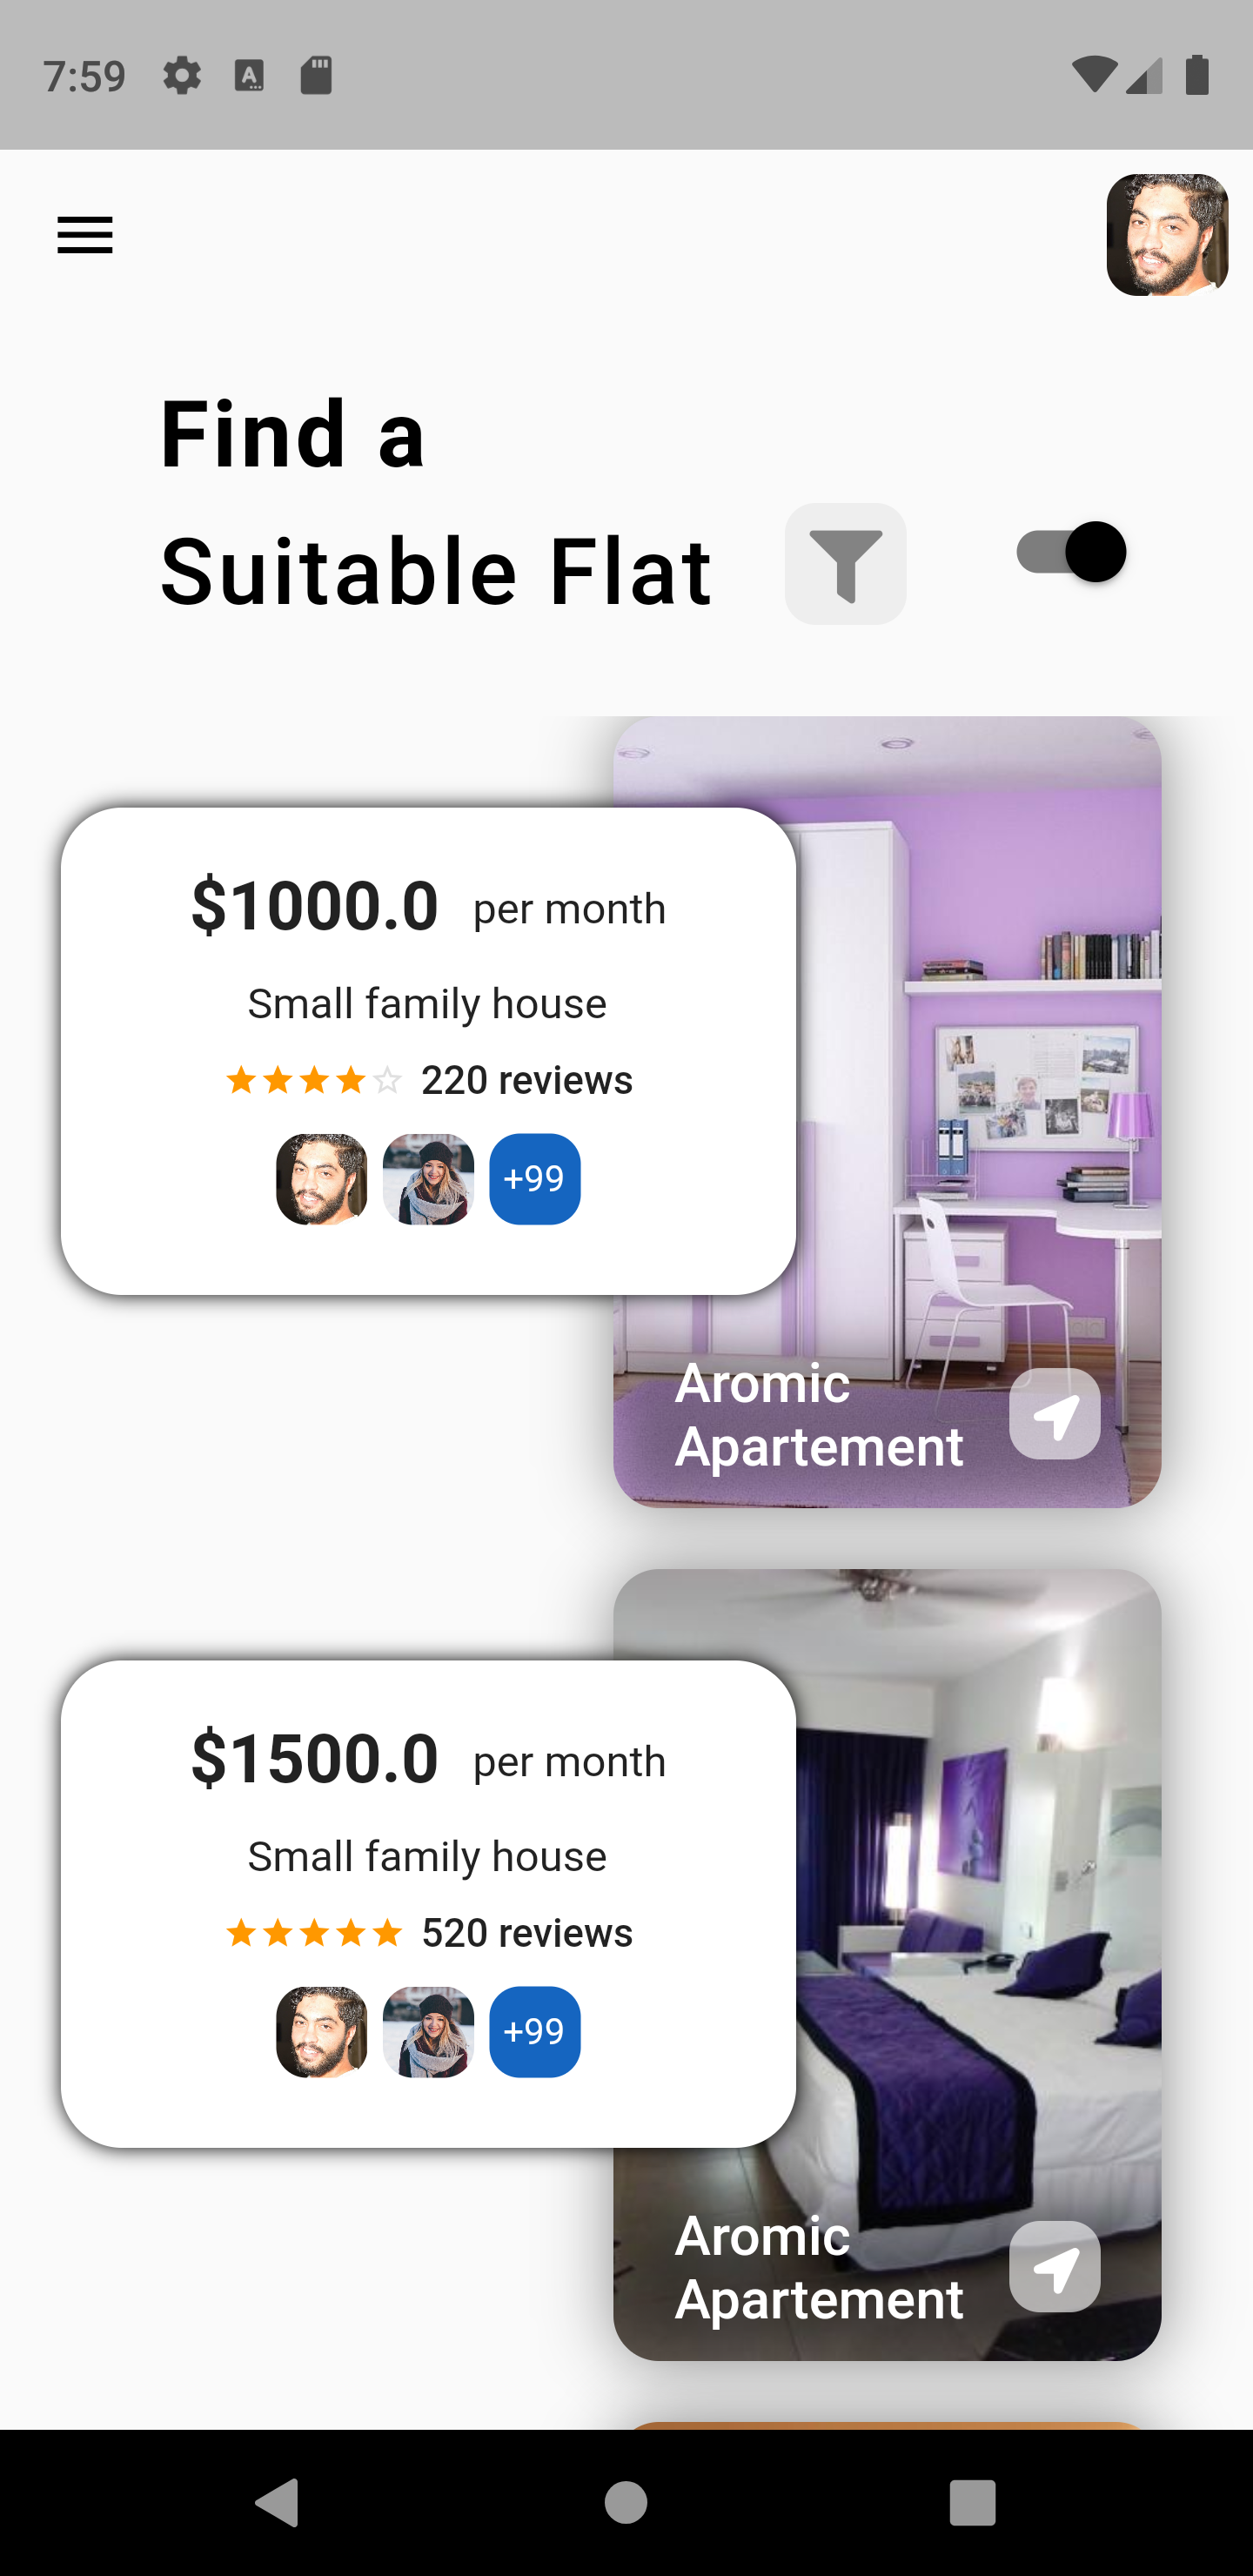 7:59
Find a
Suitable Flat
$1000.0 per month
Small family house
220 reviews
+99
Aromic
Apartement
$1500.0 per month
Small family house
520 reviews
+99
Aromic
Apartement